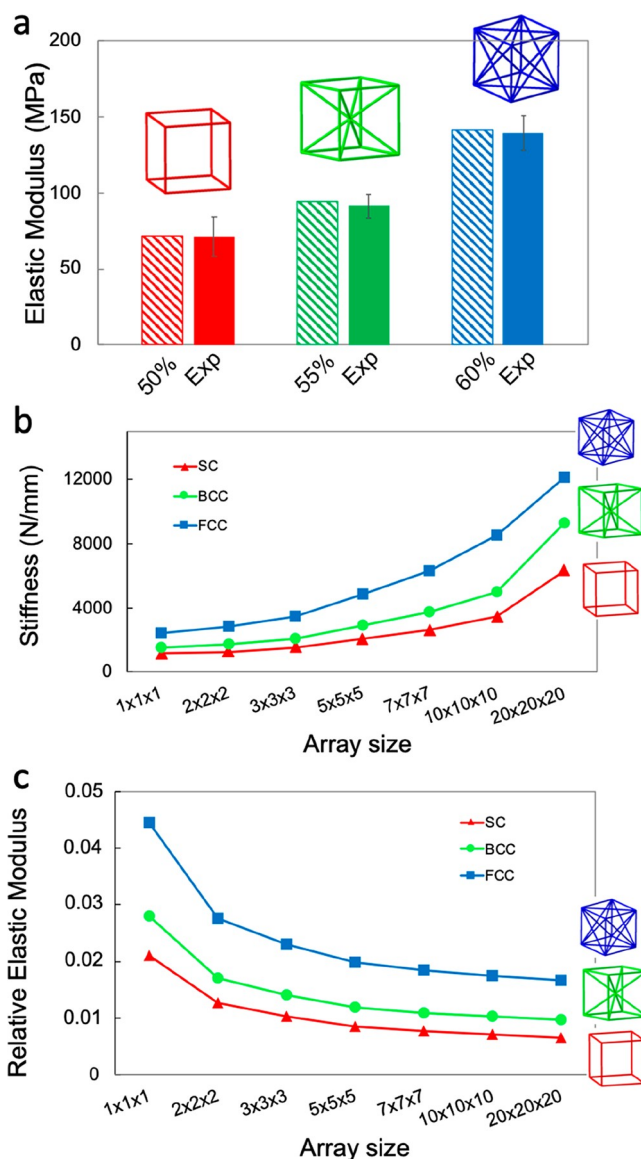 a
Elastic Modulus (MPa)
200
150
100
50
0
50%
Exp
55%
Exp
60%
Exp
b
Stiffness (N/mm)
12000
8000
4000
0
SC
BCC
FCC
1x1x1
2x2x2
3x3x3
5x5x5
7x7x7
10x10x10
20x20x20
Array size
c
Relative Elastic Modulus
0.05
0.04
0.03
0.02
0.01
0
SC
BCC
FCC
1x1x1
2x2x2
3x3x3
5x5x5
7x7x7
10x10x10
20x20x20
Array size